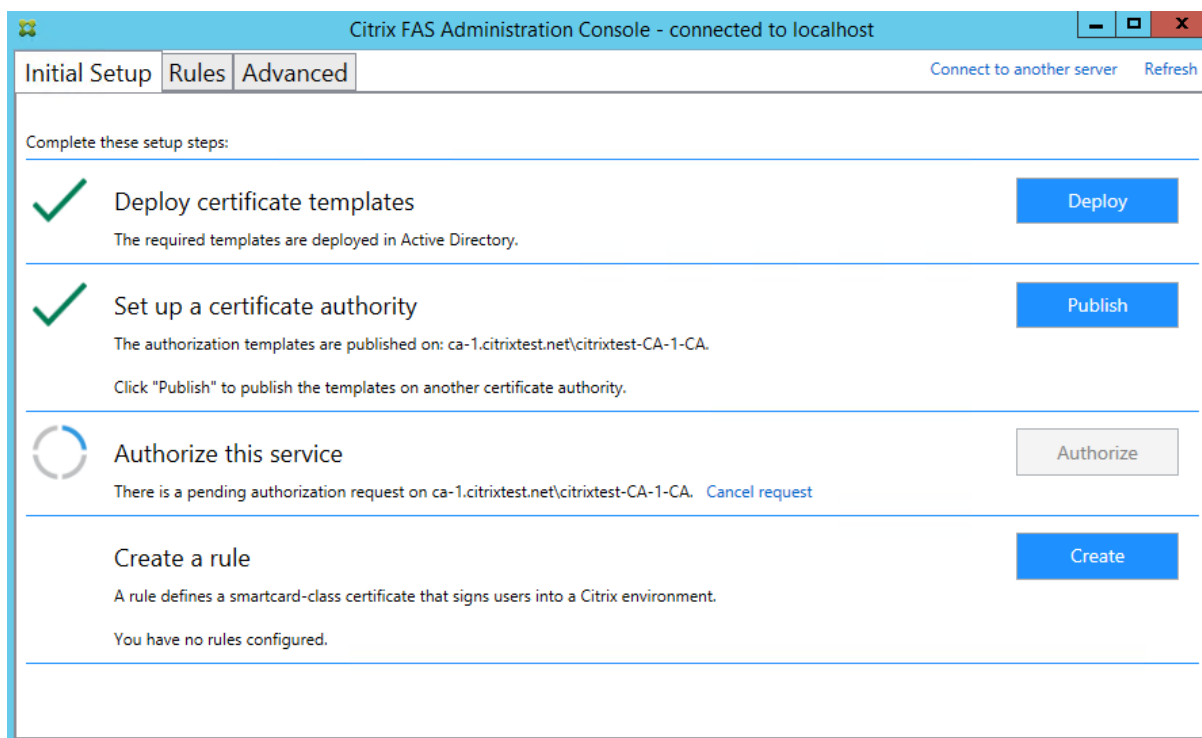 Citrix FAS Administration Console - connected to localhost
Initial Setup Rules Advanced Connect to another server Refresh
Complete these setup steps:
Deploy certificate templates Deploy
The required templates are deployed in Active Directory.
Set up a certificate authority Publish
The authorization templates are published on: ca-1.citrixtest.net\citrixtest-CA-1-CA.
Click "Publish" to publish the templates on another certificate authority.
Authorize this service Authorize
There is a pending authorization request on ca-1.citrixtest.net\citrixtest-CA-1-CA. Cancel request
Create a rule Create
A rule defines a smartcard-class certificate that signs users into a Citrix environment.
You have no rules configured.